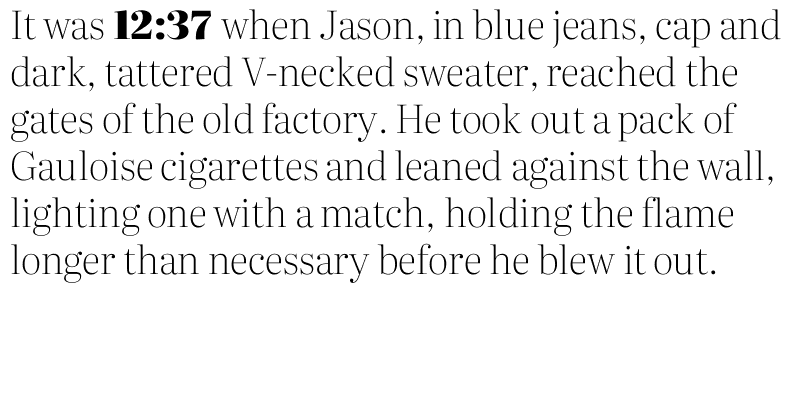 It was 12:37 when Jason, in blue jeans, cap and
dark, tattered V-necked sweater, reached the
gates of the old factory. He took out a pack of
Gauloise cigarettes and leaned against the wall,
lighting one with a match, holding the flame
longer than necessary before he blew it out.